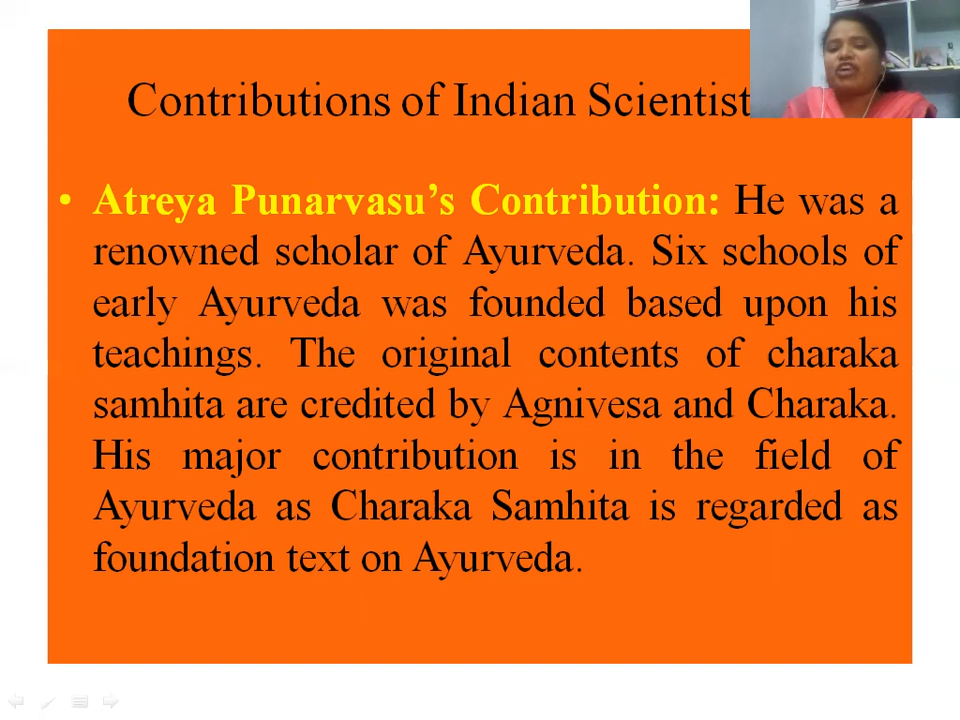 Contributions of Indian Scientist
• Atreya Punarvasu’s Contribution: He was a
renowned scholar of Ayurveda. Six schools of
early Ayurveda was founded based upon his
teachings. The original contents of charaka
samhita are credited by Agnivesa and Charaka.
His major contribution is in the field of
Ayurveda as Charaka Samhita is regarded as
foundation text on Ayurveda.